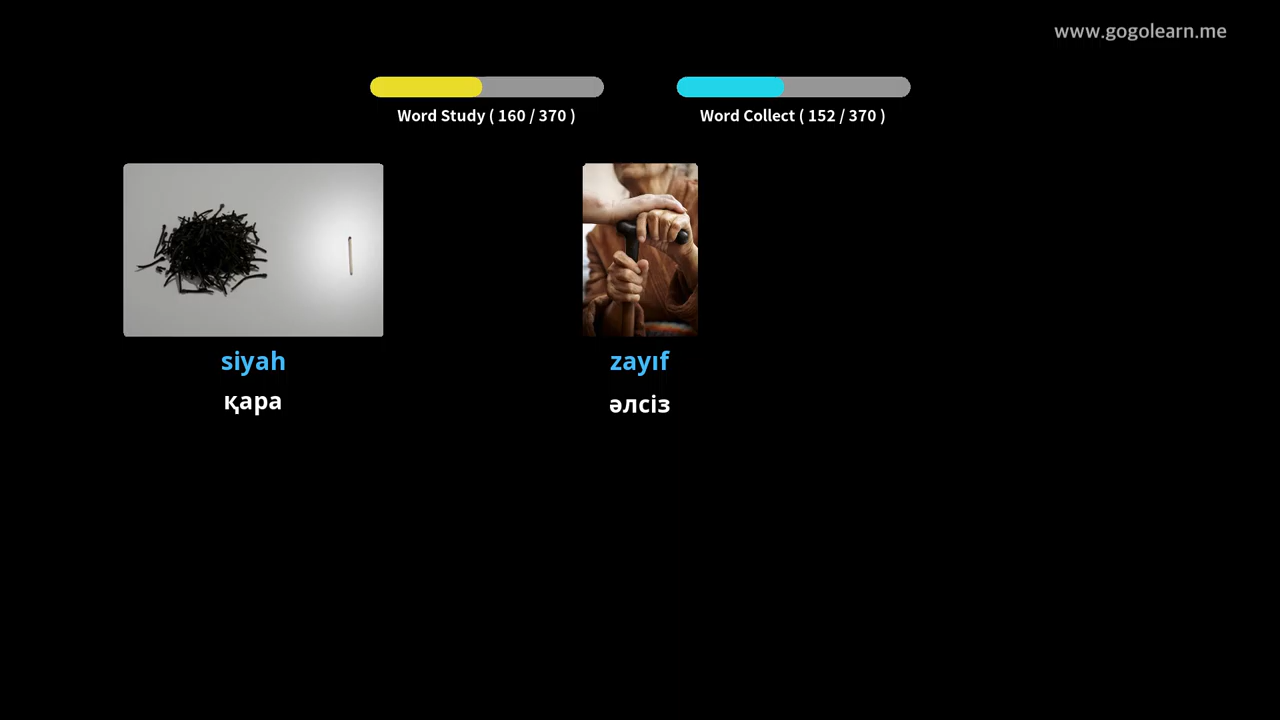 www.gogolearn.me
Word Study ( 160 / 370 )
Word Collect ( 152 / 370 )
siyah
қара
zayıf
әлсіз